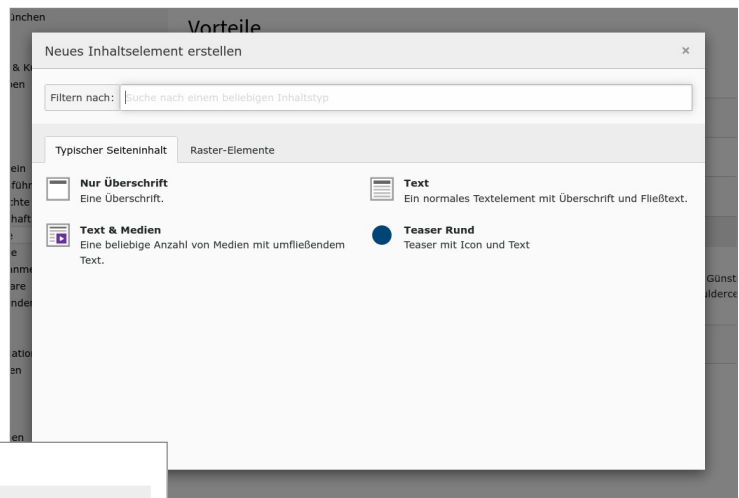 Vorteile
Neues Inhaltselement erstellen
×
Filtern nach: Suche nach einem beliebigen Inhaltstyp
Typischer Seiteninhalt Raster-Elemente
Nur Überschrift
Eine Überschrift.
Text
Ein normales Textelement mit Überschrift und Fließtext.
Text & Medien
Eine beliebige Anzahl von Medien mit umfließendem
Text.
Teaser Rund
Teaser mit Icon und Text